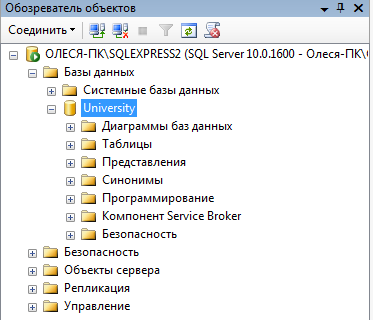 Обозреватель объектов
Соединить
ОЛЕСЯ-ПК\SQLEXPRESS2 (SQL Server 10.0.1600 - Олеся-ПК\
Базы данных
Системные базы данных
University
Диаграммы баз данных
Таблицы
Представления
Синонимы
Программирование
Компонент Service Broker
Безопасность
Безопасность
Объекты сервера
Репликация
Управление